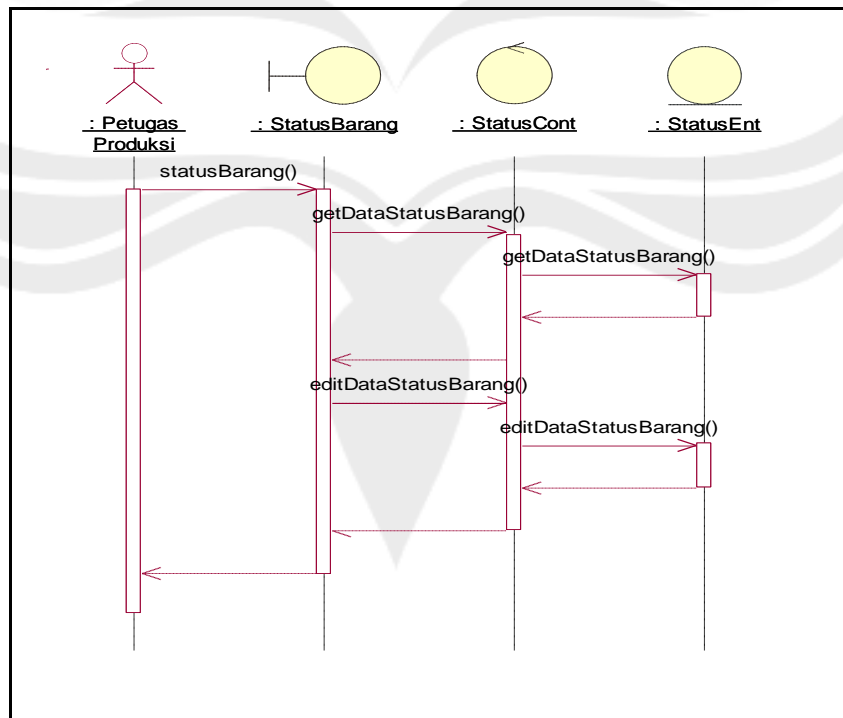 : Petugas
Produksi
: StatusBarang
: StatusCont
: StatusEnt
statusBarang()
getDataStatusBarang()
getDataStatusBarang()
editDataStatusBarang()
editDataStatusBarang()